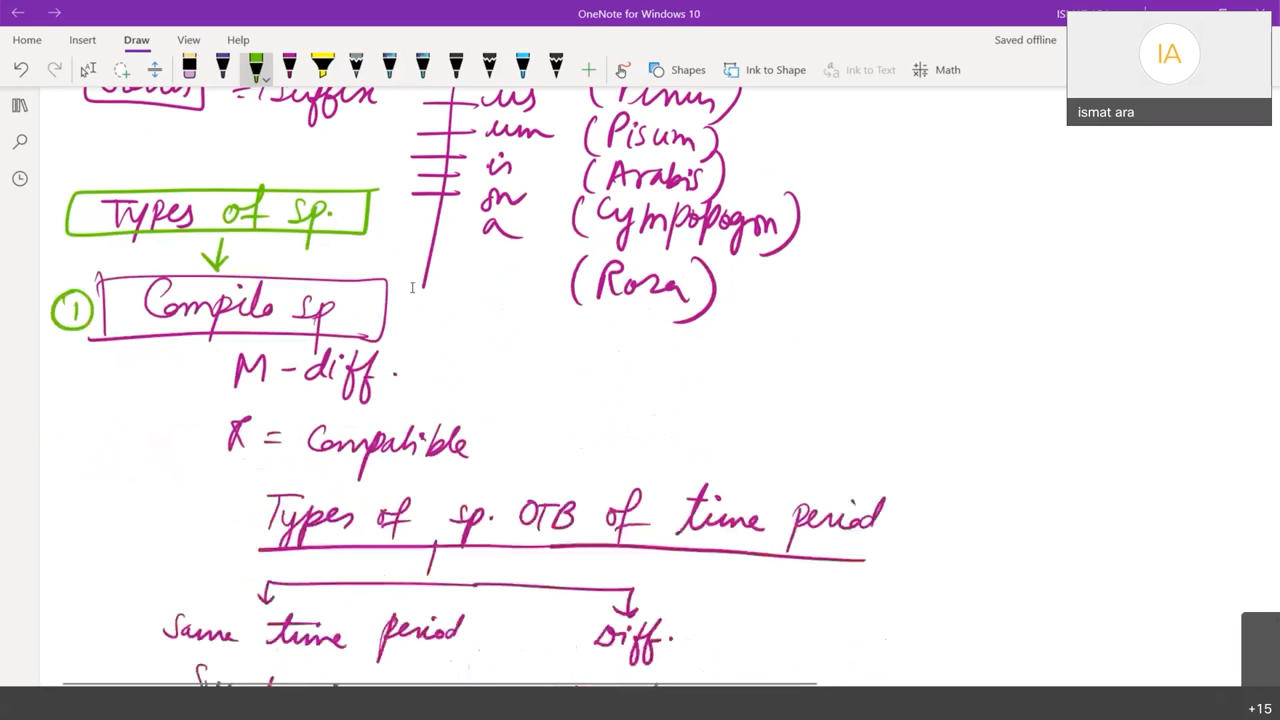 OneNote for Windows 10
Home Insert Draw View Help
Saved offline
Shapes Ink to Shape Ink to Text Math
IA
ismat ara
= Suffix
us (Pinus)
um (Pisum)
is (Arabis)
on (Cympopogon)
a
(Rosa)
Types of sp.
1 Compilo sp
M - diff.
R = Compatible
Types of sp. OTB of time period
Same time period Diff.
+15